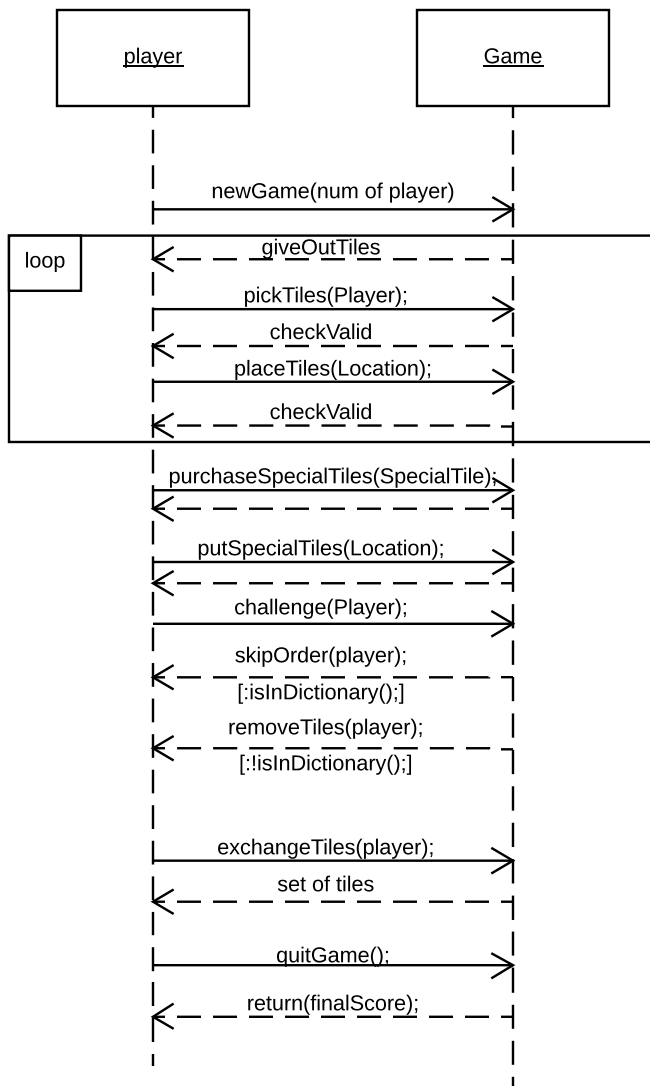 player
Game
newGame(num of player)
loop
giveOutTiles
pickTiles(Player);
checkValid
placeTiles(Location);
checkValid
purchaseSpecialTiles(SpecialTile);
putSpecialTiles(Location);
challenge(Player);
skipOrder(player);
[:isInDictionary();]
removeTiles(player);
[:!isInDictionary();]
exchangeTiles(player);
set of tiles
quitGame();
return(finalScore);